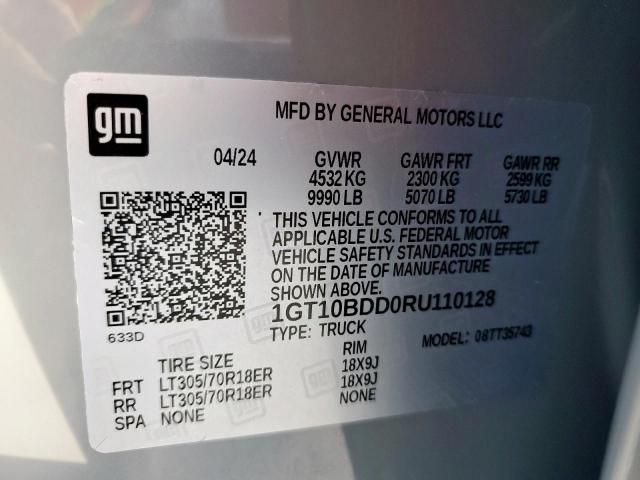 gm
MFD BY GENERAL MOTORS LLC
04/24 GVWR GAWR FRT GAWR RR
4532 KG 2300 KG 2599 KG
9990 LB 5070 LB 5730 LB
THIS VEHICLE CONFORMS TO ALL
APPLICABLE U.S. FEDERAL MOTOR
VEHICLE SAFETY STANDARDS IN EFFECT
ON THE DATE OF MANUFACTURE
SHOWN ABOVE.
1GT10BDD0RU110128
633D
TYPE: TRUCK MODEL: 08TT35743
TIRE SIZE RIM
FRT LT305/70R18ER 18X9J
RR LT305/70R18ER 18X9J
SPA NONE NONE